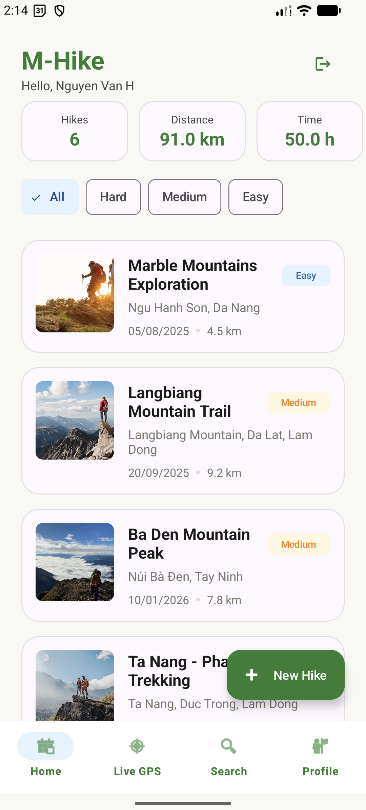 2:14 31
M-Hike
Hello, Nguyen Van H
Hikes Distance Time
6 91.0 km 50.0 h
All Hard Medium Easy
Marble Mountains
Exploration
Easy
Ngu Hanh Son, Da Nang
05/08/2025 • 4.5 km
Langbiang
Mountain Trail
Medium
Langbiang Mountain, Da Lat, Lam
Dong
20/09/2025 • 9.2 km
Ba Den Mountain
Peak
Medium
Núi Bà Đen, Tay Ninh
10/01/2026 • 7.8 km
Ta Nang - Pha
Trekking
Ta Nang, Duc Trong, Lam Dong
+ New Hike
Home Live GPS Search Profile